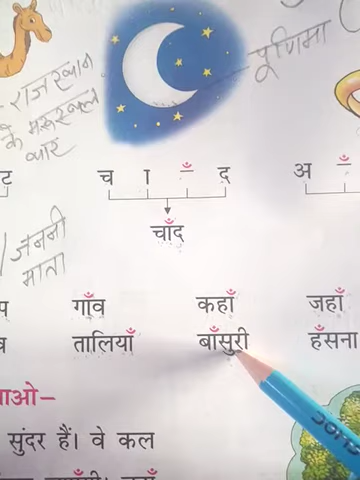 पूर्णिमा
राजस्थान
के मरुस्थल
ट च ा ँ द अ ँ
चाँद
जननी
माता
गाँव कहाँ जहाँ
तालियाँ बाँसुरी हँसना
ाओ–
सुंदर हैं। वे कल